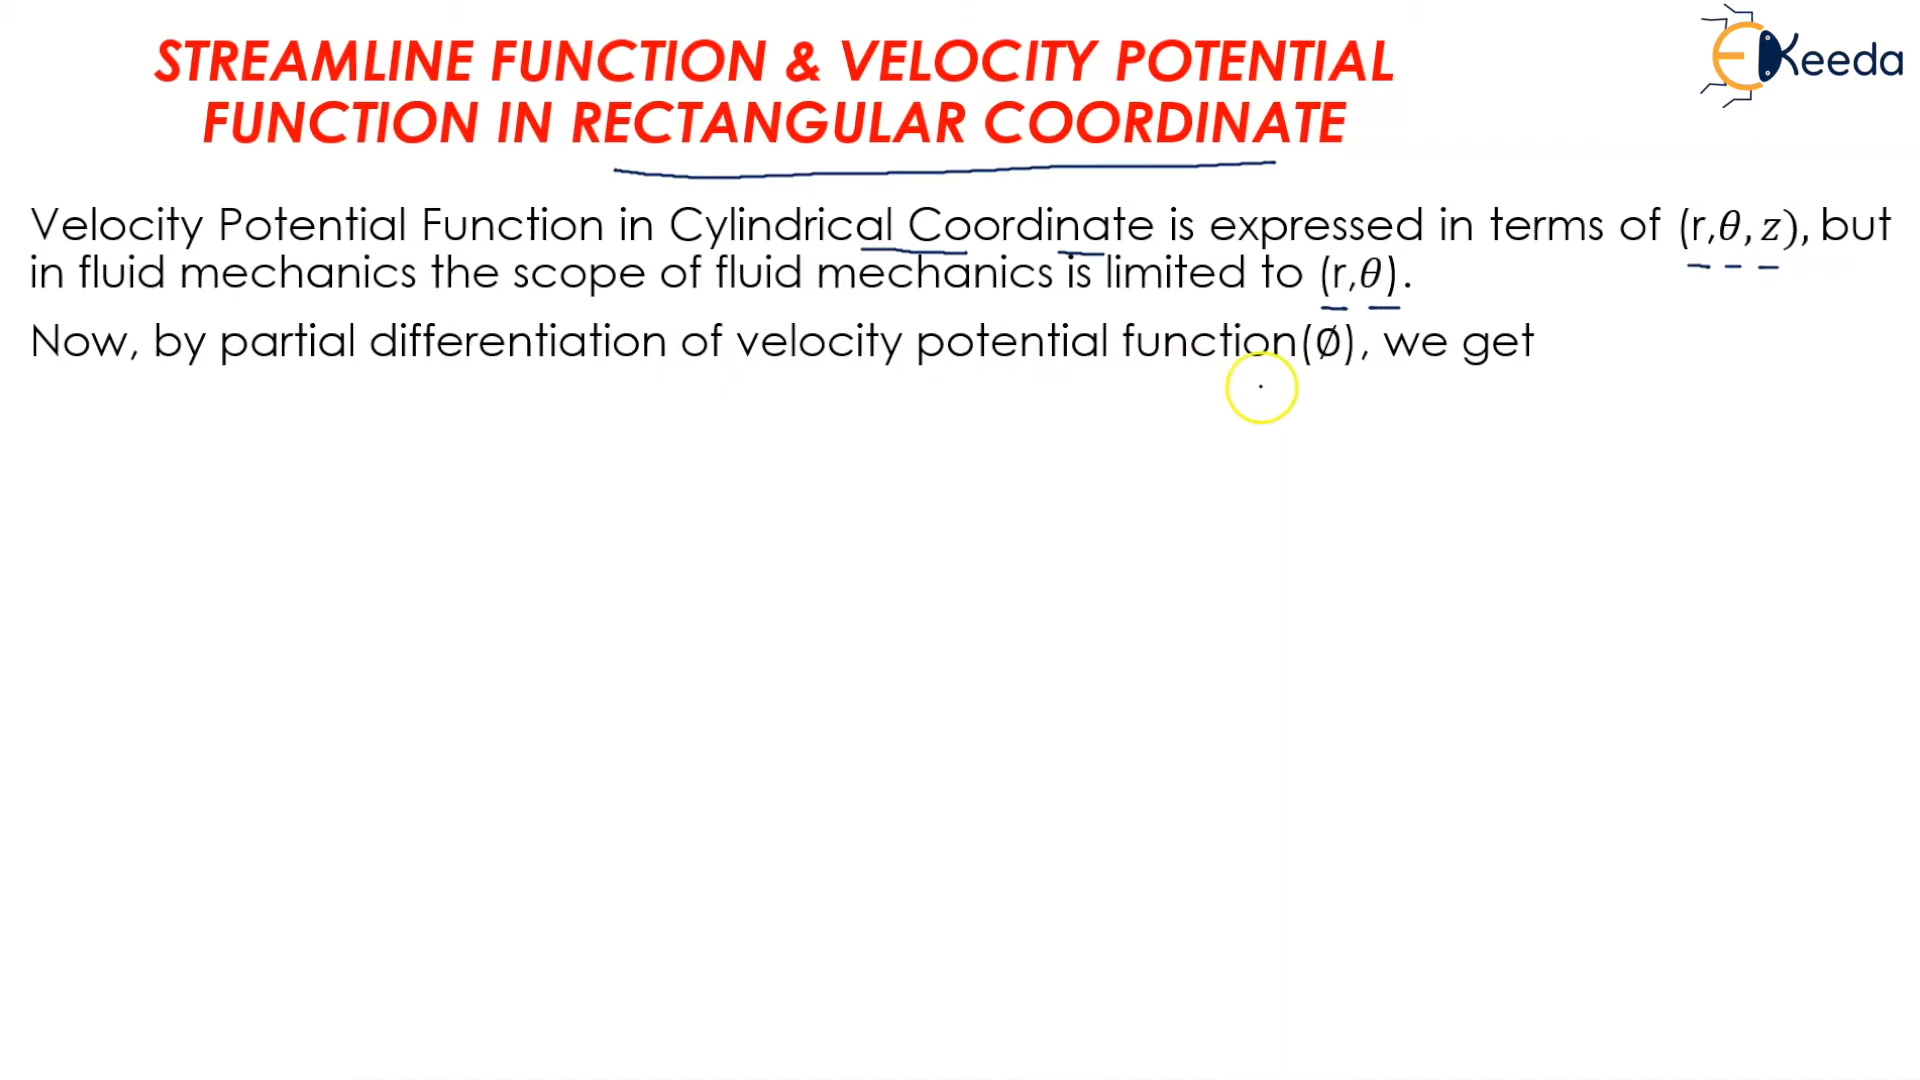 STREAMLINE FUNCTION & VELOCITY POTENTIAL
FUNCTION IN RECTANGULAR COORDINATE
EKeeda
Velocity Potential Function in Cylindrical Coordinate is expressed in terms of (r,θ, z), but
in fluid mechanics the scope of fluid mechanics is limited to (r,θ).
Now, by partial differentiation of velocity potential function(∅), we get